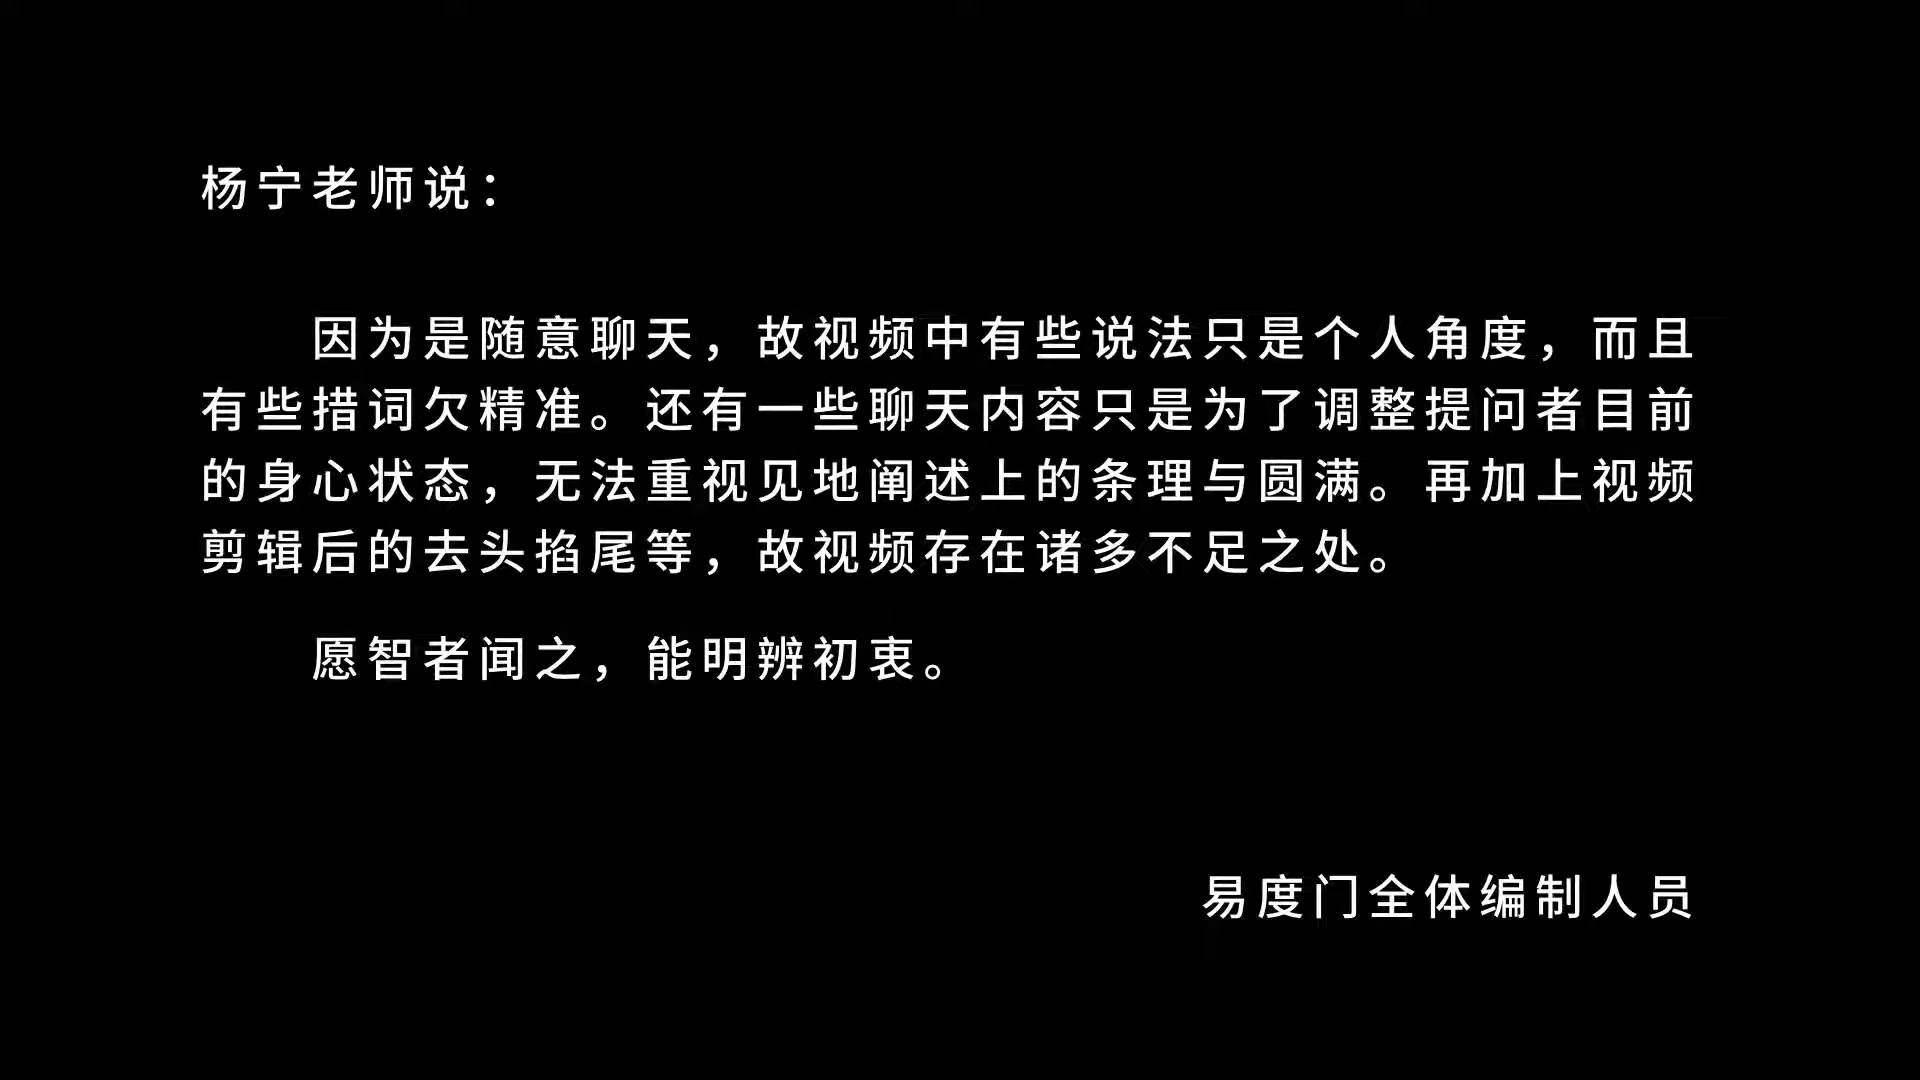 杨宁老师说：
因为是随意聊天，故视频中有些说法只是个人角度，而且
有些措词欠精准。还有一些聊天内容只是为了调整提问者目前
的身心状态，无法重视见地阐述上的条理与圆满。再加上视频
剪辑后的去头掐尾等，故视频存在诸多不足之处。
愿智者闻之，能明辨初衷。
易度门全体编制人员